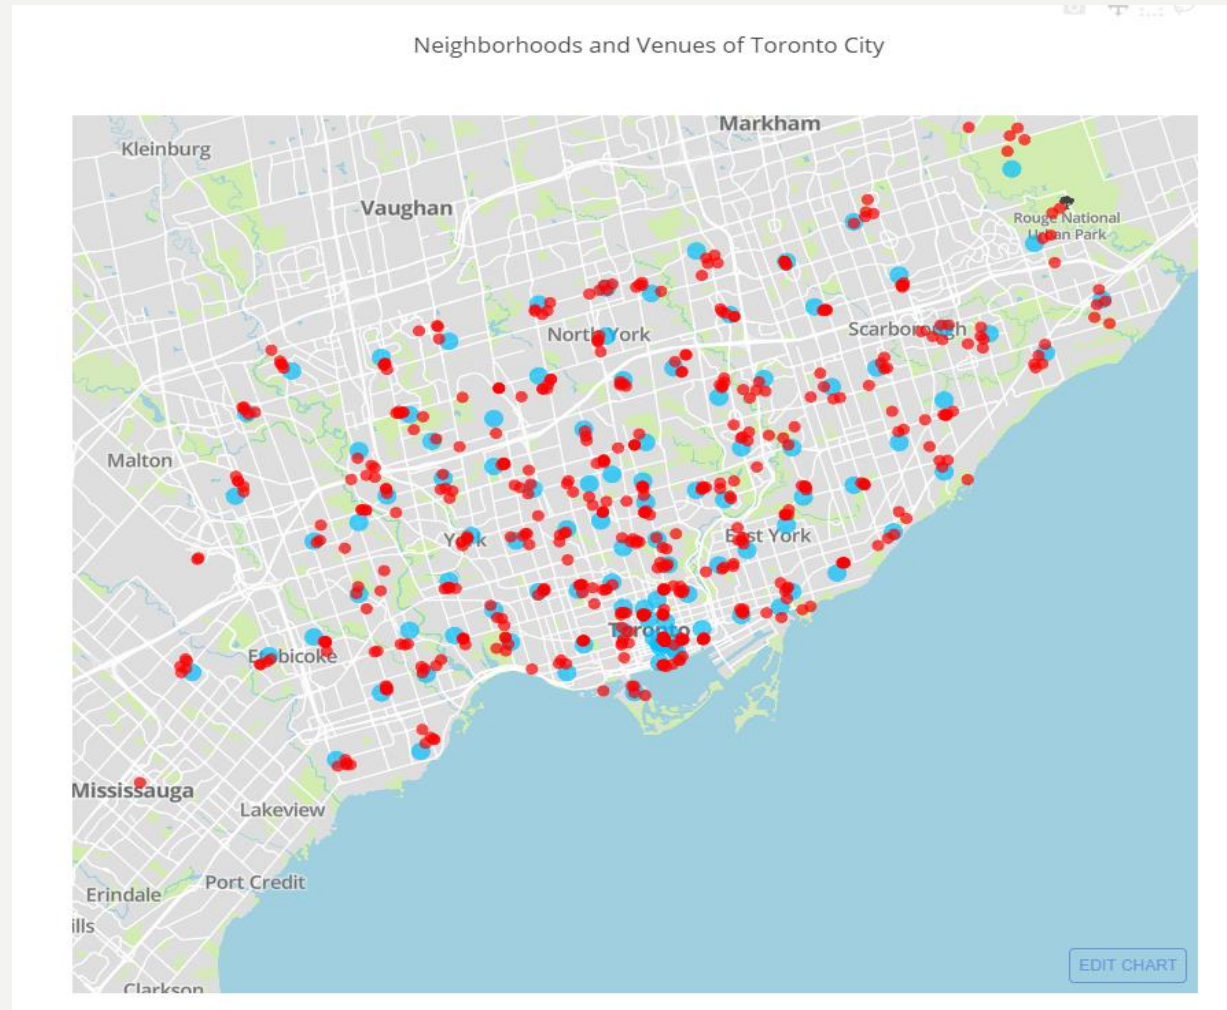 Neighborhoods and Venues of Toronto City
Markham
Kleinburg
Vaughan
Rouge National
Urban Park
North York
Scarborough
Malton
York
East York
Toronto
Etobicoke
Mississauga
Lakeview
Port Credit
Erindale
ills
EDIT CHART
Clarkson